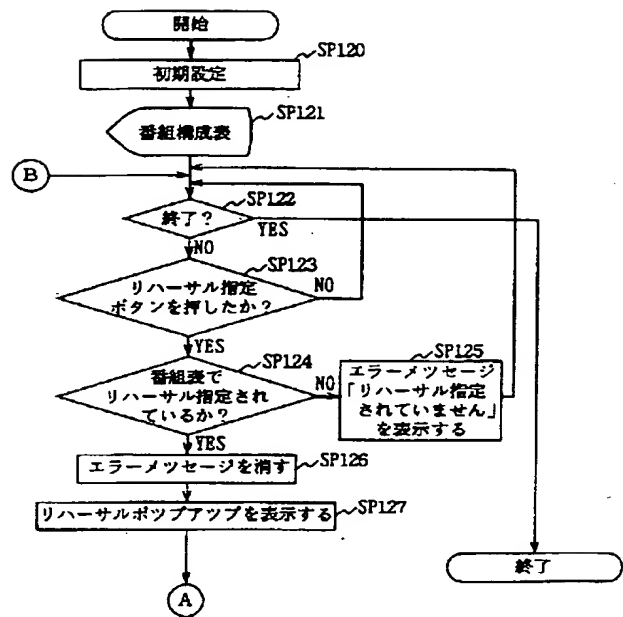 開始
SP120
初期設定
SP121
番組構成表
B
SP122
終了?
YES
NO
SP123
リハーサル指定
ボタンを押したか?
NO
YES
SP124
番組表で
リハーサル指定され
ているか?
NO
SP125
エラーメツセージ
「リハーサル指定
されていません」
を表示する
YES
エラーメツセージを消す
SP126
リハーサルポツプアツプを表示する
SP127
終了
A